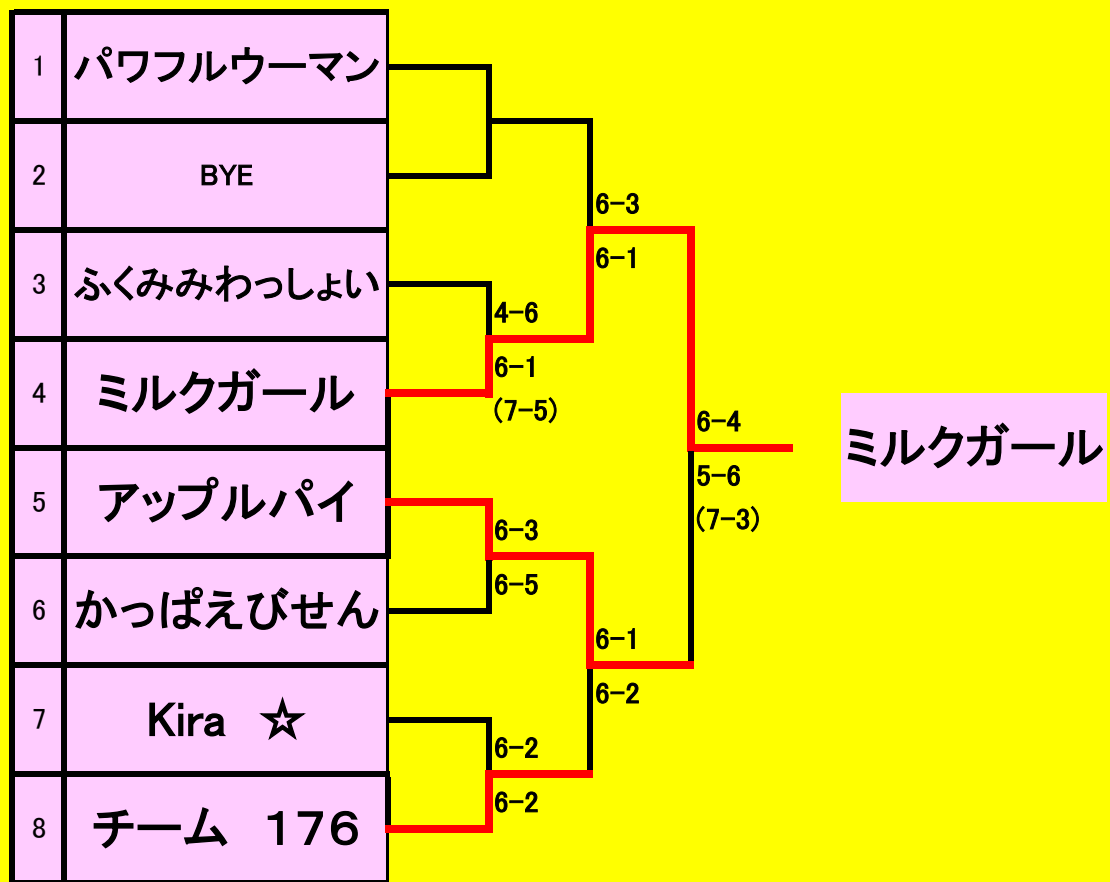 1 パワフルウーマン
2 BYE
6-3
3 ふくみみわっしょい
6-1
4-6
4 ミルクガール
6-1
(7-5)
6-4
ミルクガール
5 アップルパイ
5-6
(7-3)
6-3
6 かっぱえびせん
6-5
6-1
7 Kira ☆
6-2
6-2
8 チーム 176
6-2